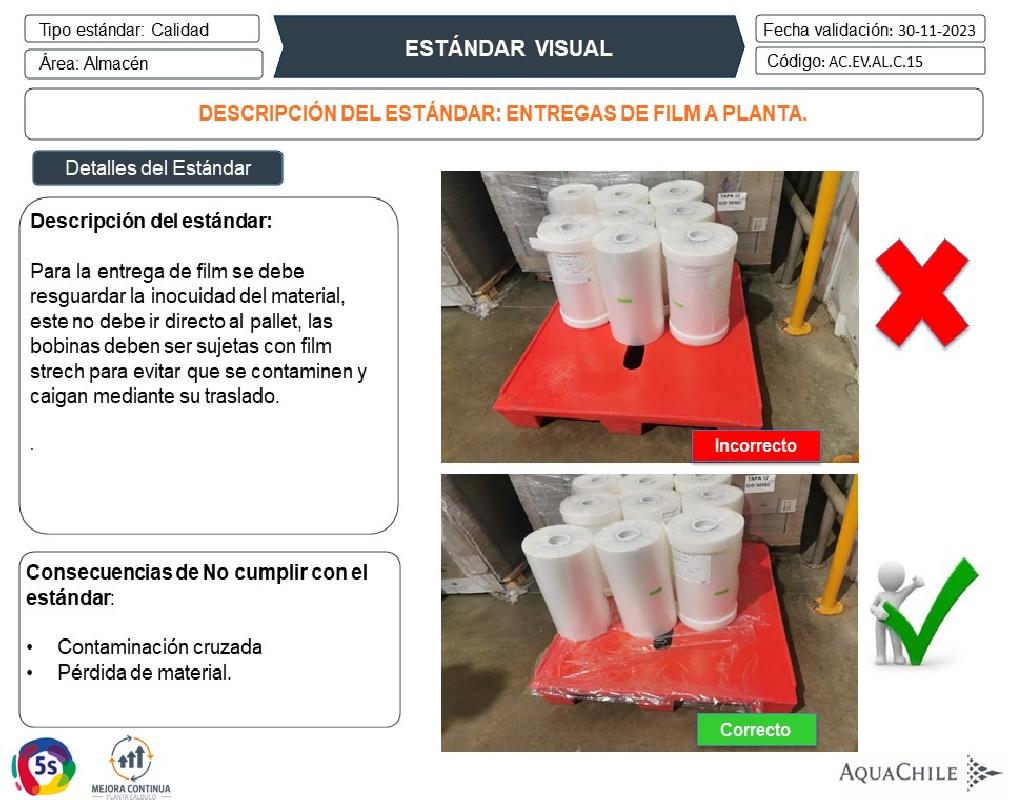 Tipo estándar: Calidad
Área: Almacén
ESTÁNDAR VISUAL
Fecha validación: 30-11-2023
Código: AC.EV.AL.C.15
DESCRIPCIÓN DEL ESTÁNDAR: ENTREGAS DE FILM A PLANTA.
Detalles del Estándar
Descripción del estándar:
Para la entrega de film se debe
resguardar la inocuidad del material,
este no debe ir directo al pallet, las
bobinas deben ser sujetas con film
strech para evitar que se contaminen y
caigan mediante su traslado.
.
Consecuencias de No cumplir con el
estándar:
• Contaminación cruzada
• Pérdida de material.
TAPA 12
Incorrecto
TAPA 12
Correcto
5s
MEJORA CONTINUA
PLANTA CALBUCO
AQUACHILE